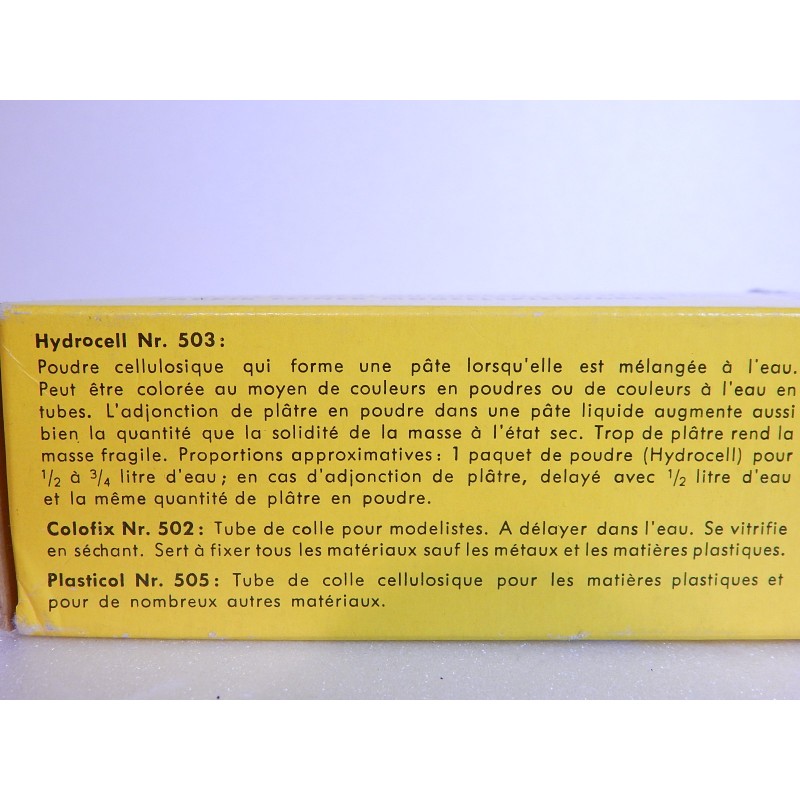 Hydrocell Nr. 503:
Poudre cellulosique qui forme une pâte lorsqu'elle est mélangée à l'eau.
Peut être colorée au moyen de couleurs en poudres ou de couleurs à l'eau en
tubes. L'adjonction de plâtre en poudre dans une pâte liquide augmente aussi
bien la quantité que la solidité de la masse à l'état sec. Trop de plâtre rend la
masse fragile. Proportions approximatives: 1 paquet de poudre (Hydrocell) pour
1/2 à 3/4 litre d'eau; en cas d'adjonction de plâtre, delayé avec 1/2 litre d'eau
et la même quantité de plâtre en poudre.
Colofix Nr. 502: Tube de colle pour modelistes. A délayer dans l'eau. Se vitrifie
en séchant. Sert à fixer tous les matériaux sauf les métaux et les matières plastiques.
Plasticol Nr. 505: Tube de colle cellulosique pour les matières plastiques et
pour de nombreux autres matériaux.